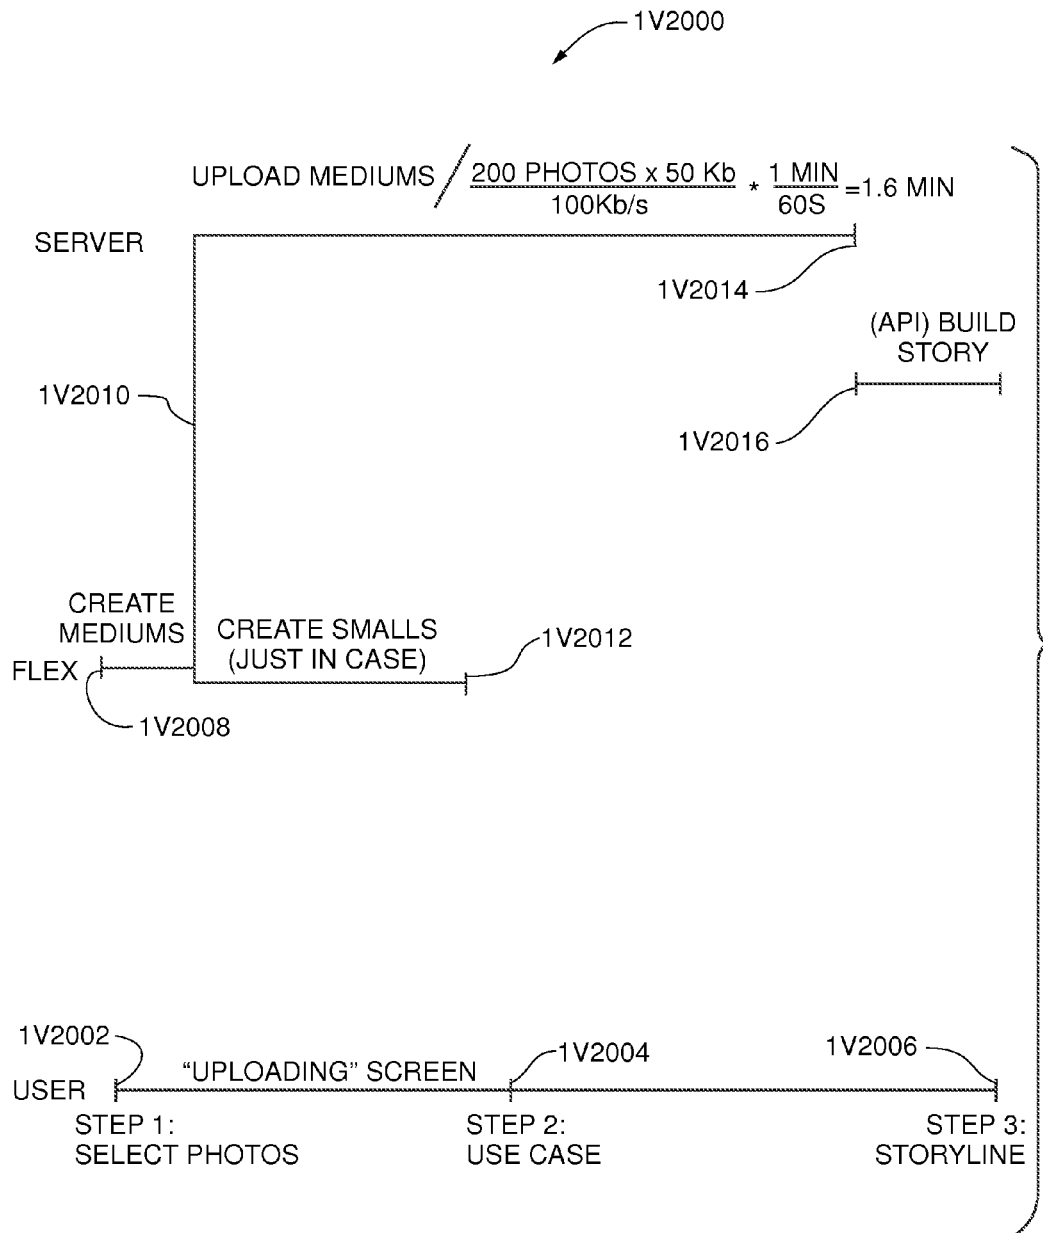 1V2000
UPLOAD MEDIUMS / 200 PHOTOS x 50 Kb
100Kb/s
* 1 MIN
60S
=1.6 MIN
SERVER
1V2014
(API) BUILD
STORY
1V2010
1V2016
CREATE
MEDIUMS
CREATE SMALLS
(JUST IN CASE)
1V2012
FLEX
1V2008
1V2002
"UPLOADING" SCREEN
1V2004
1V2006
USER
STEP 1:
SELECT PHOTOS
STEP 2:
USE CASE
STEP 3:
STORYLINE